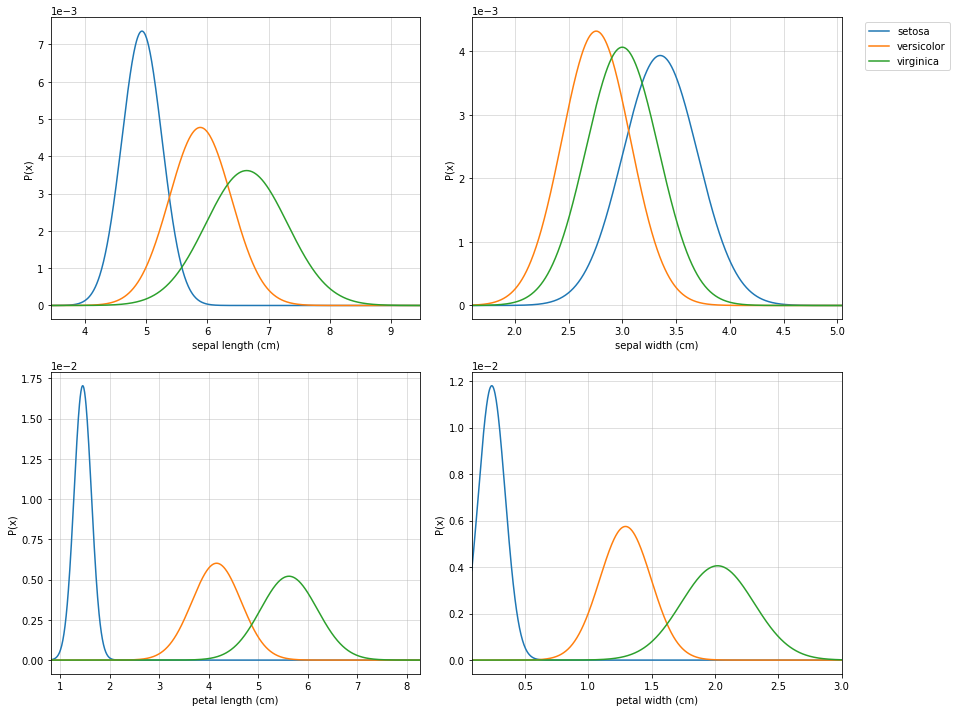 1e−3
7
6
5
4
3
2
1
0
P(x)
4 5 6 7 8 9
sepal length (cm)
1e−3
4
3
2
1
0
P(x)
2.0 2.5 3.0 3.5 4.0 4.5 5.0
sepal width (cm)
setosa
versicolor
virginica
1e−2
1.75
1.50
1.25
1.00
0.75
0.50
0.25
0.00
P(x)
1 2 3 4 5 6 7 8
petal length (cm)
1e−2
1.2
1.0
0.8
0.6
0.4
0.2
0.0
P(x)
0.5 1.0 1.5 2.0 2.5 3.0
petal width (cm)